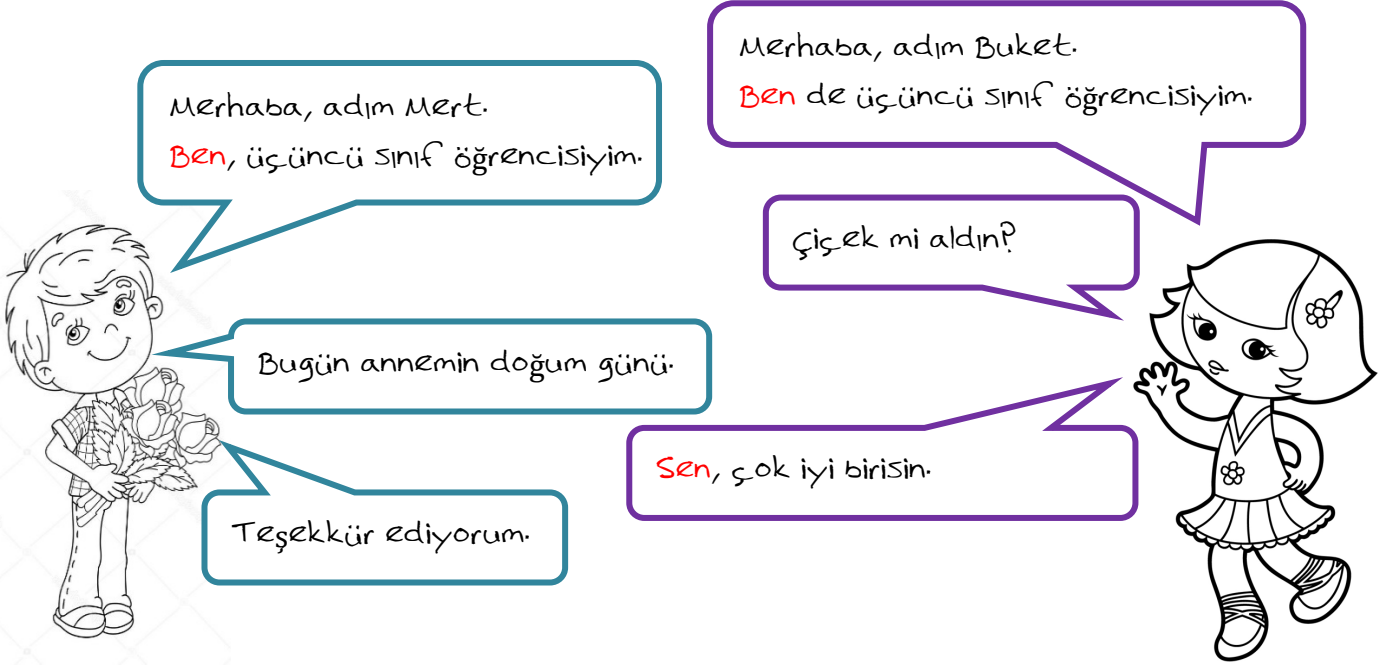 Merhaba, adım Mert.
Ben, üçüncü sınıf öğrencisiyim.
Merhaba, adım Buket.
Ben de üçüncü sınıf öğrencisiyim.
Çiçek mi aldın?
Bugün annemin doğum günü.
Sen, çok iyi birisin.
Teşekkür ediyorum.